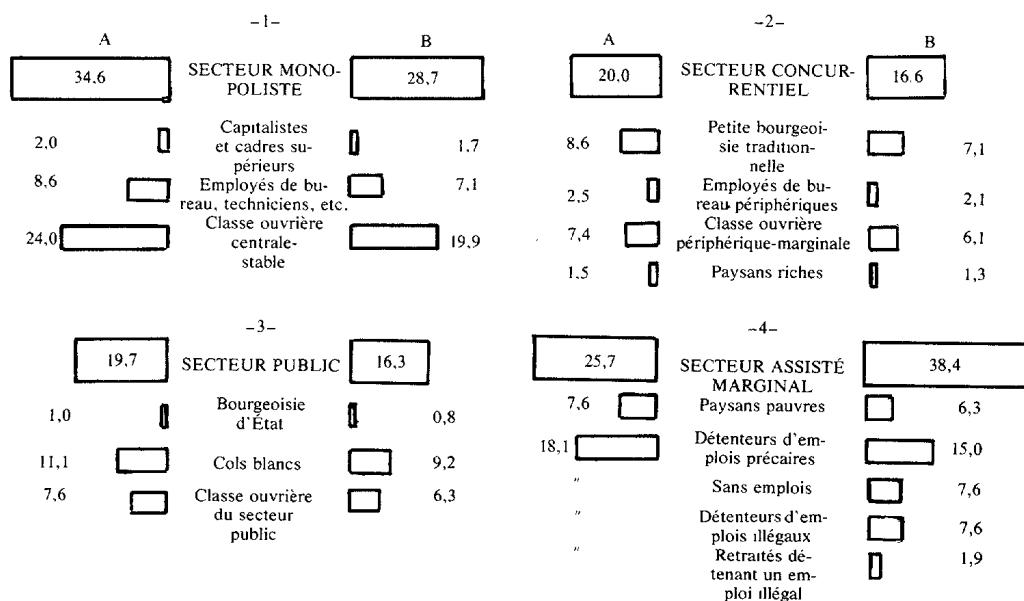 –1–
A B
34,6 SECTEUR MONO-
POLISTE 28,7
2,0 Capitalistes
et cadres su-
périeurs 1,7
8,6 Employés de bu-
reau, techniciens, etc. 7,1
24,0 Classe ouvrière
centrale-
stable 19,9
–2–
A B
20,0 SECTEUR CONCUR-
RENTIEL 16.6
8,6 Petite bourgeoi-
sie tradition-
nelle 7,1
2,5 Employés de bu-
reau périphériques 2,1
7,4 Classe ouvrière
périphérique-marginale 6,1
1,5 Paysans riches 1,3
–3–
19,7 SECTEUR PUBLIC 16,3
1,0 Bourgeoisie
d'État 0,8
11,1 Cols blancs 9,2
7,6 Classe ouvrière
du secteur
public 6,3
–4–
25,7 SECTEUR ASSISTÉ
MARGINAL 38,4
7,6 Paysans pauvres 6,3
18,1 Détenteurs d'em-
plois précaires 15,0
" Sans emplois 7,6
" Détenteurs d'em-
plois illégaux 7,6
" Retraités dé-
tenant un em-
ploi illégal 1,9